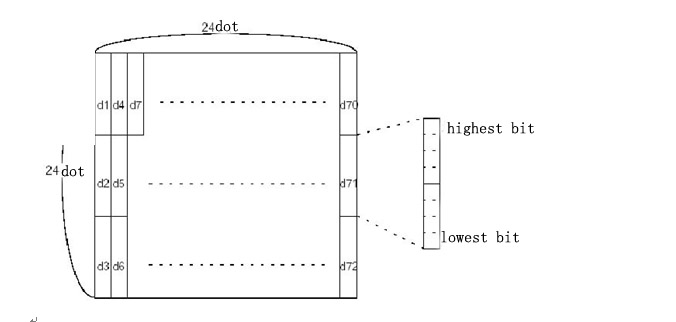 24dot
d1 d4 d7 d70
highest bit
24dot
d2 d5 d71
lowest bit
d3 d6 d72
↵